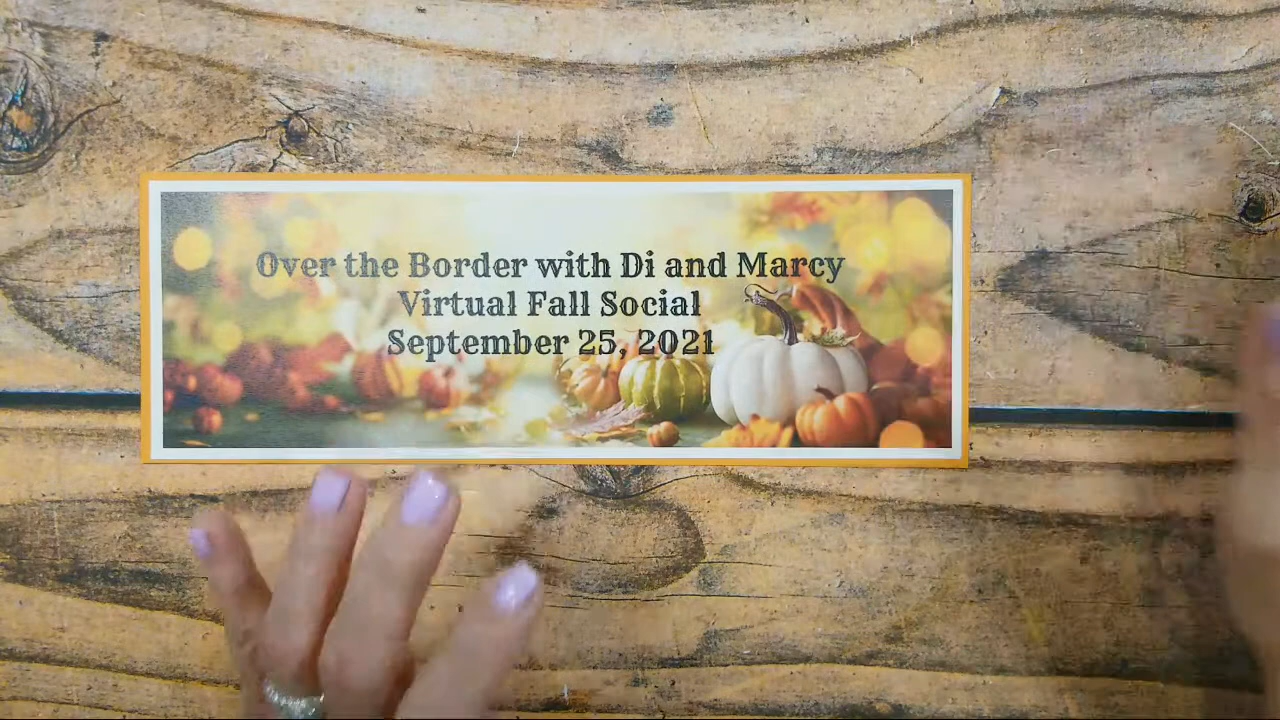 Over the Border with Di and Marcy
Virtual Fall Social
September 25, 2021